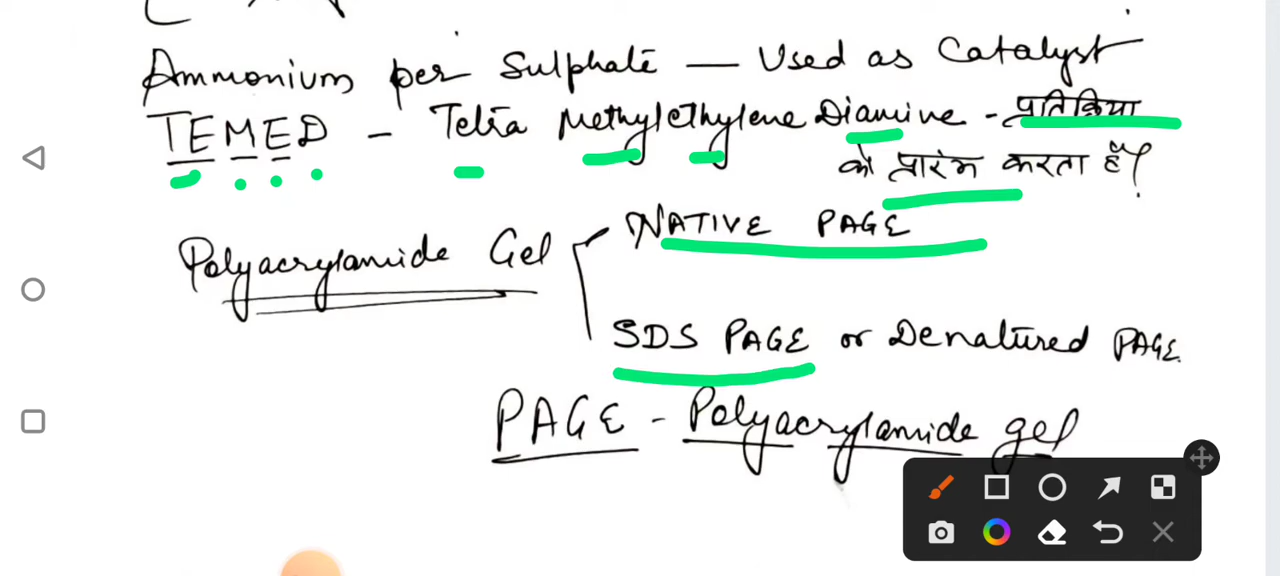 Ammonium per Sulphate — Used as Catalyst
TEMED - Tetra Methylethylene Diamine - प्रतिक्रिया
को प्रारंभ करता है।
Polyacrylamide Gel
NATIVE PAGE
SDS PAGE or Denatured PAGE
PAGE - Polyacrylamide gel